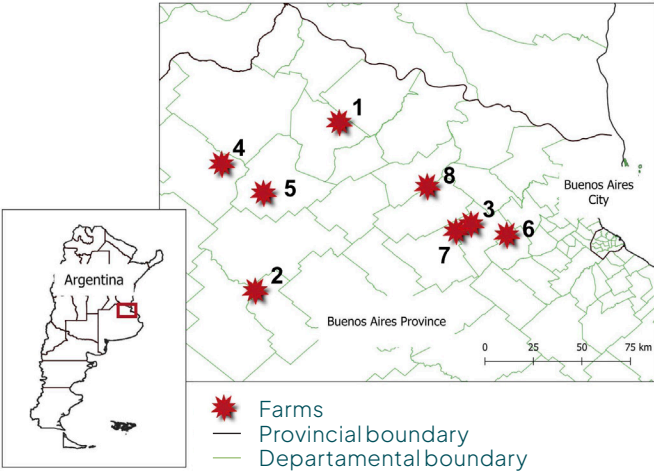 1
4
5
8
Buenos Aires
City
3
6
7
2
Argentina
Buenos Aires Province
0 25 50 75 km
Farms
Provincial boundary
Departamental boundary